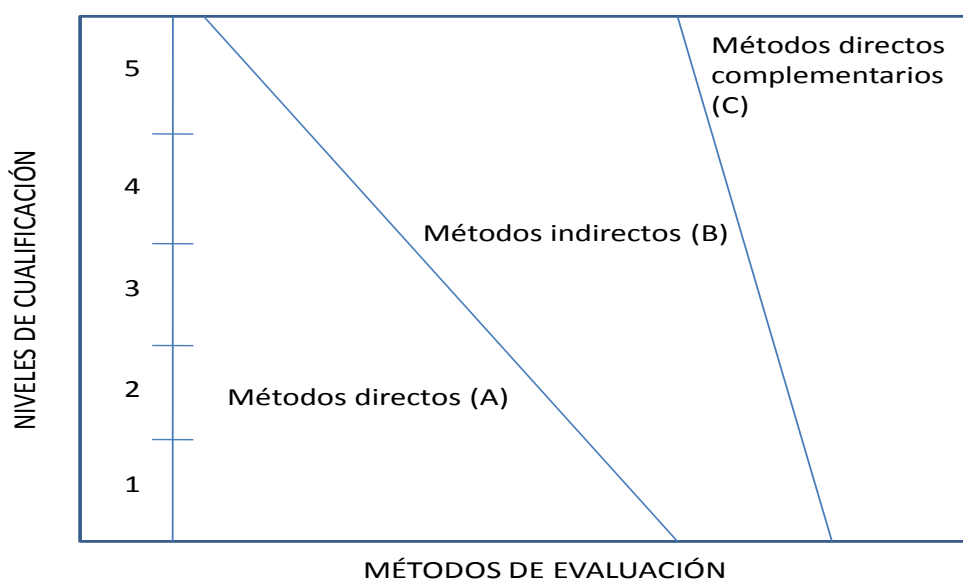 NIVELES DE CUALIFICACIÓN
5
4
3
2
1
Métodos directos
complementarios
(C)
Métodos indirectos (B)
Métodos directos (A)
MÉTODOS DE EVALUACIÓN